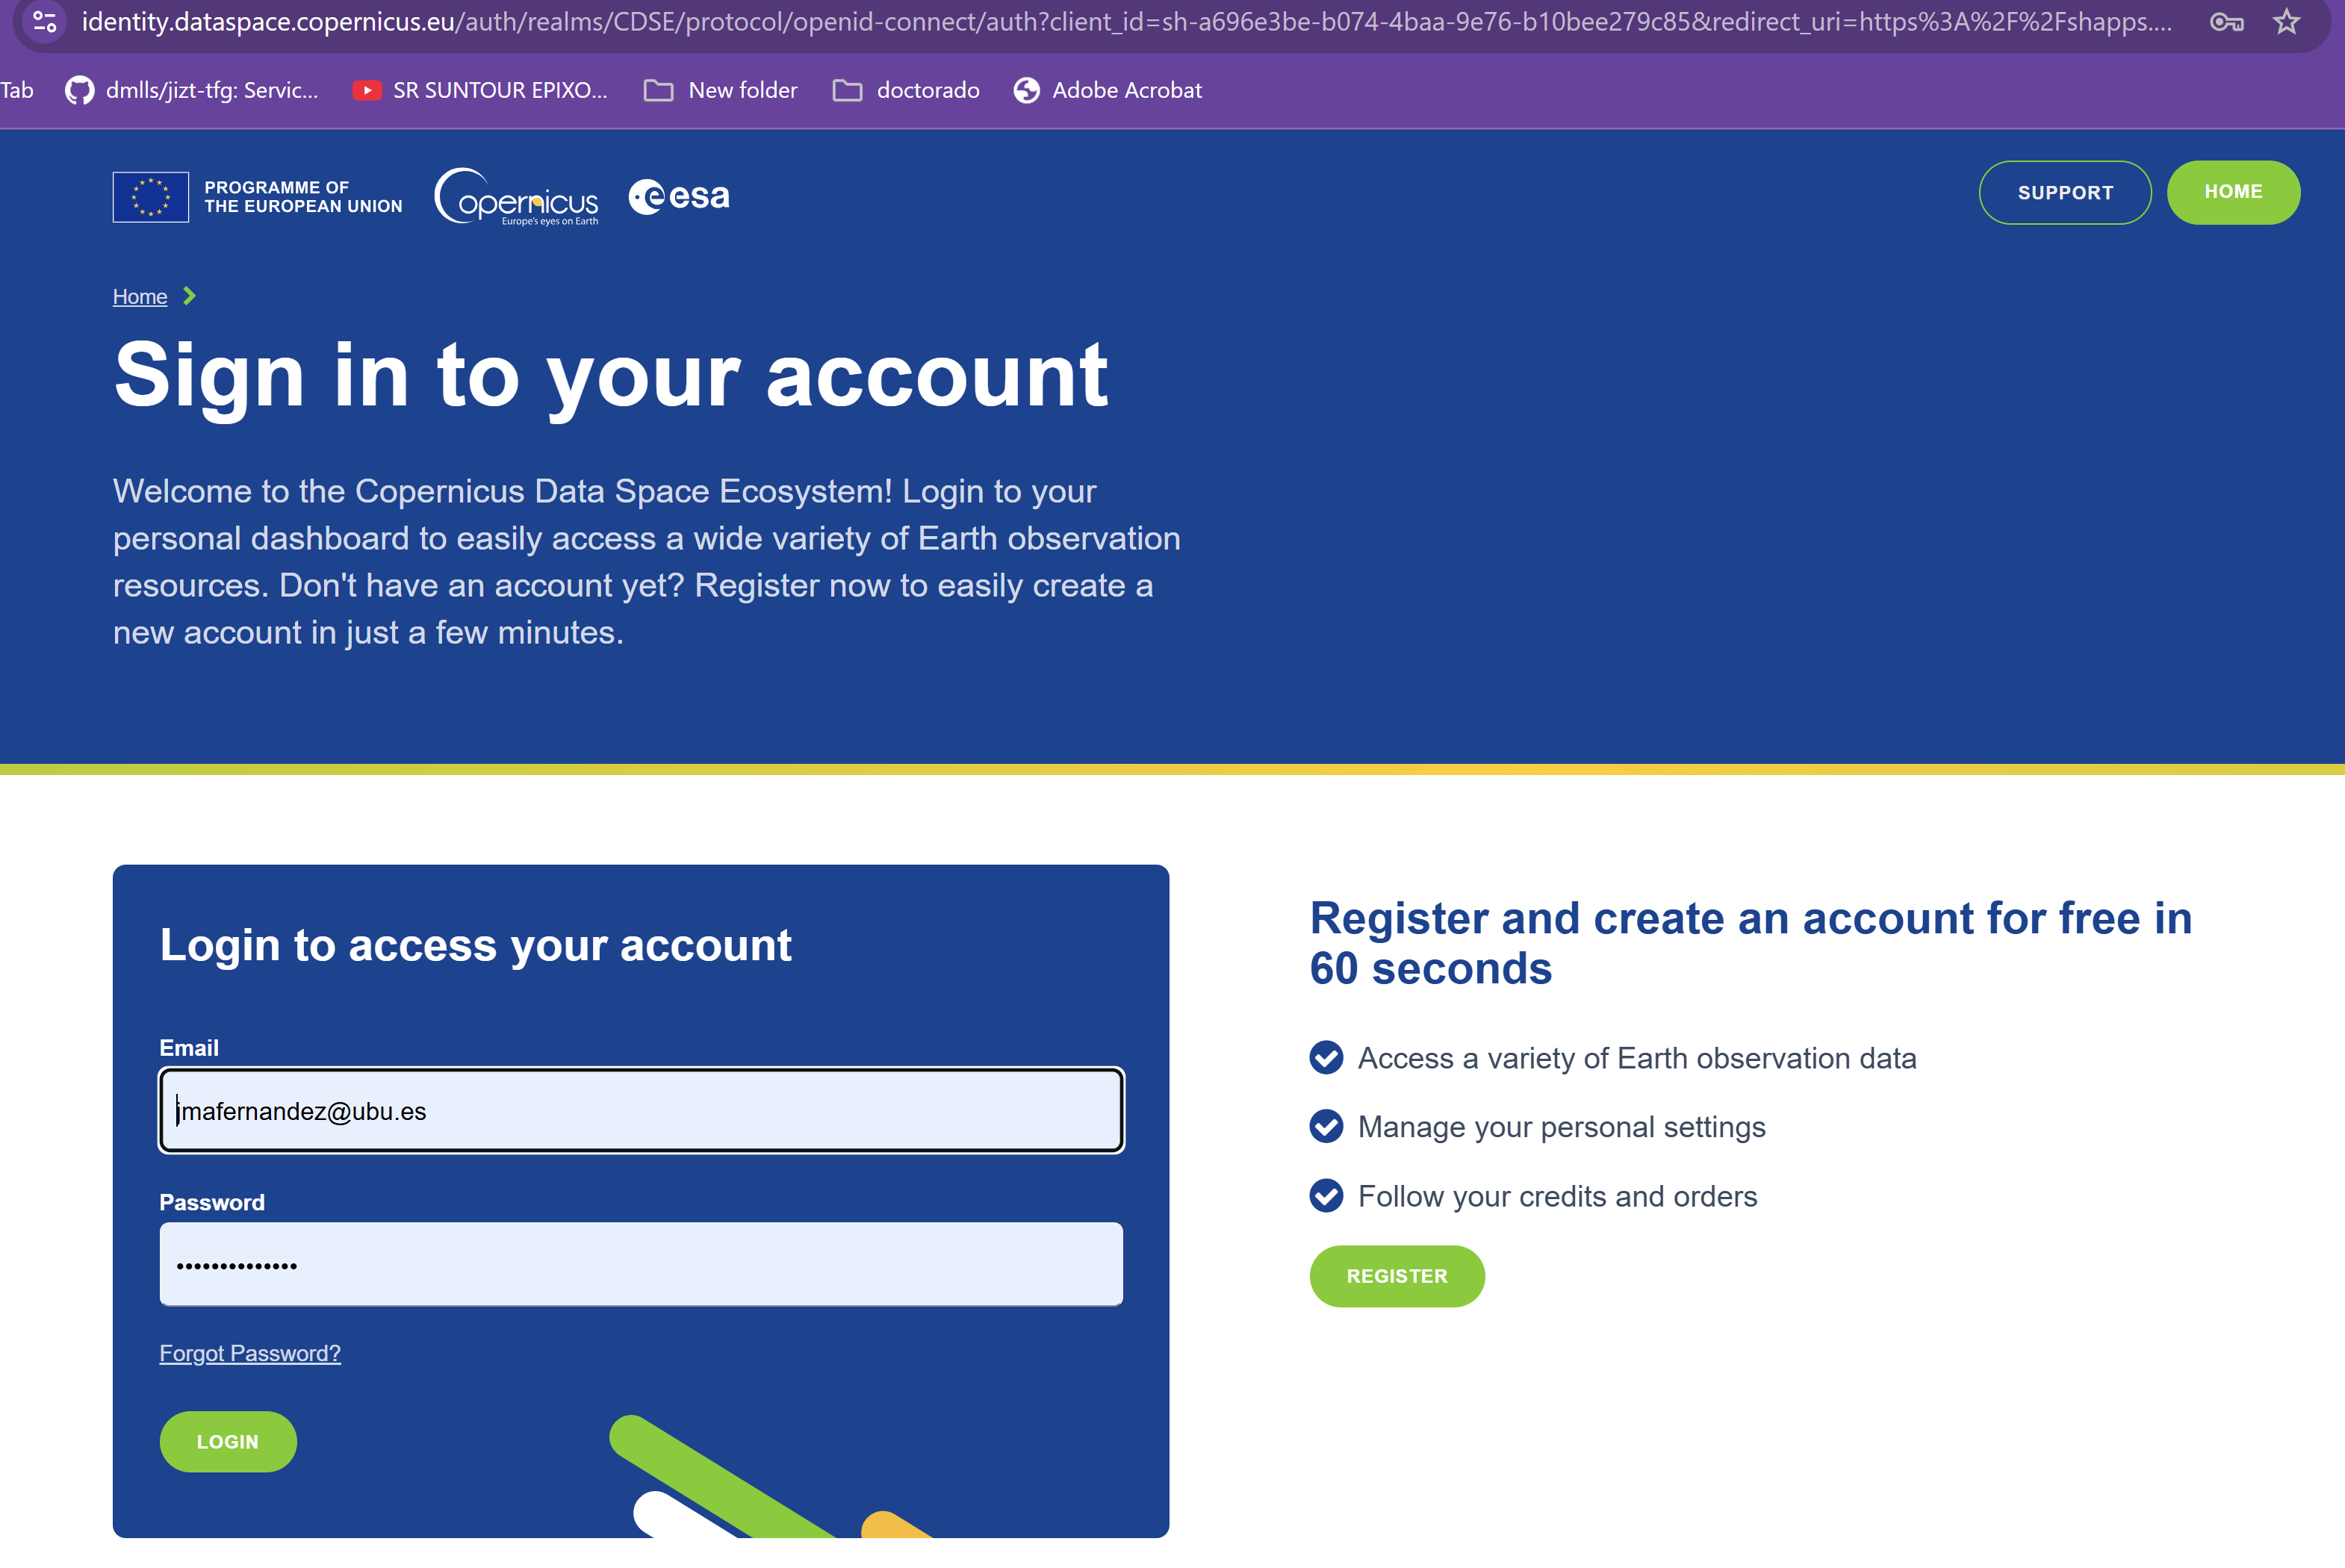 identity.dataspace.copernicus.eu/auth/realms/CDSE/protocol/openid-connect/auth?client_id=sh-a696e3be-b074-4baa-9e76-b10bee279c85&redirect_uri=https%3A%2F%2Fshapps....
Tab dmlls/jizt-tfg: Servic... SR SUNTOUR EPIXO... New folder doctorado Adobe Acrobat
PROGRAMME OF
THE EUROPEAN UNION
Copernicus
Europe's eyes on Earth
esa
SUPPORT
HOME
Home
Sign in to your account
Welcome to the Copernicus Data Space Ecosystem! Login to your
personal dashboard to easily access a wide variety of Earth observation
resources. Don't have an account yet? Register now to easily create a
new account in just a few minutes.
Login to access your account
Email
jmafernandez@ubu.es
Password
••••••••••••••
Forgot Password?
LOGIN
Register and create an account for free in
60 seconds
Access a variety of Earth observation data
Manage your personal settings
Follow your credits and orders
REGISTER